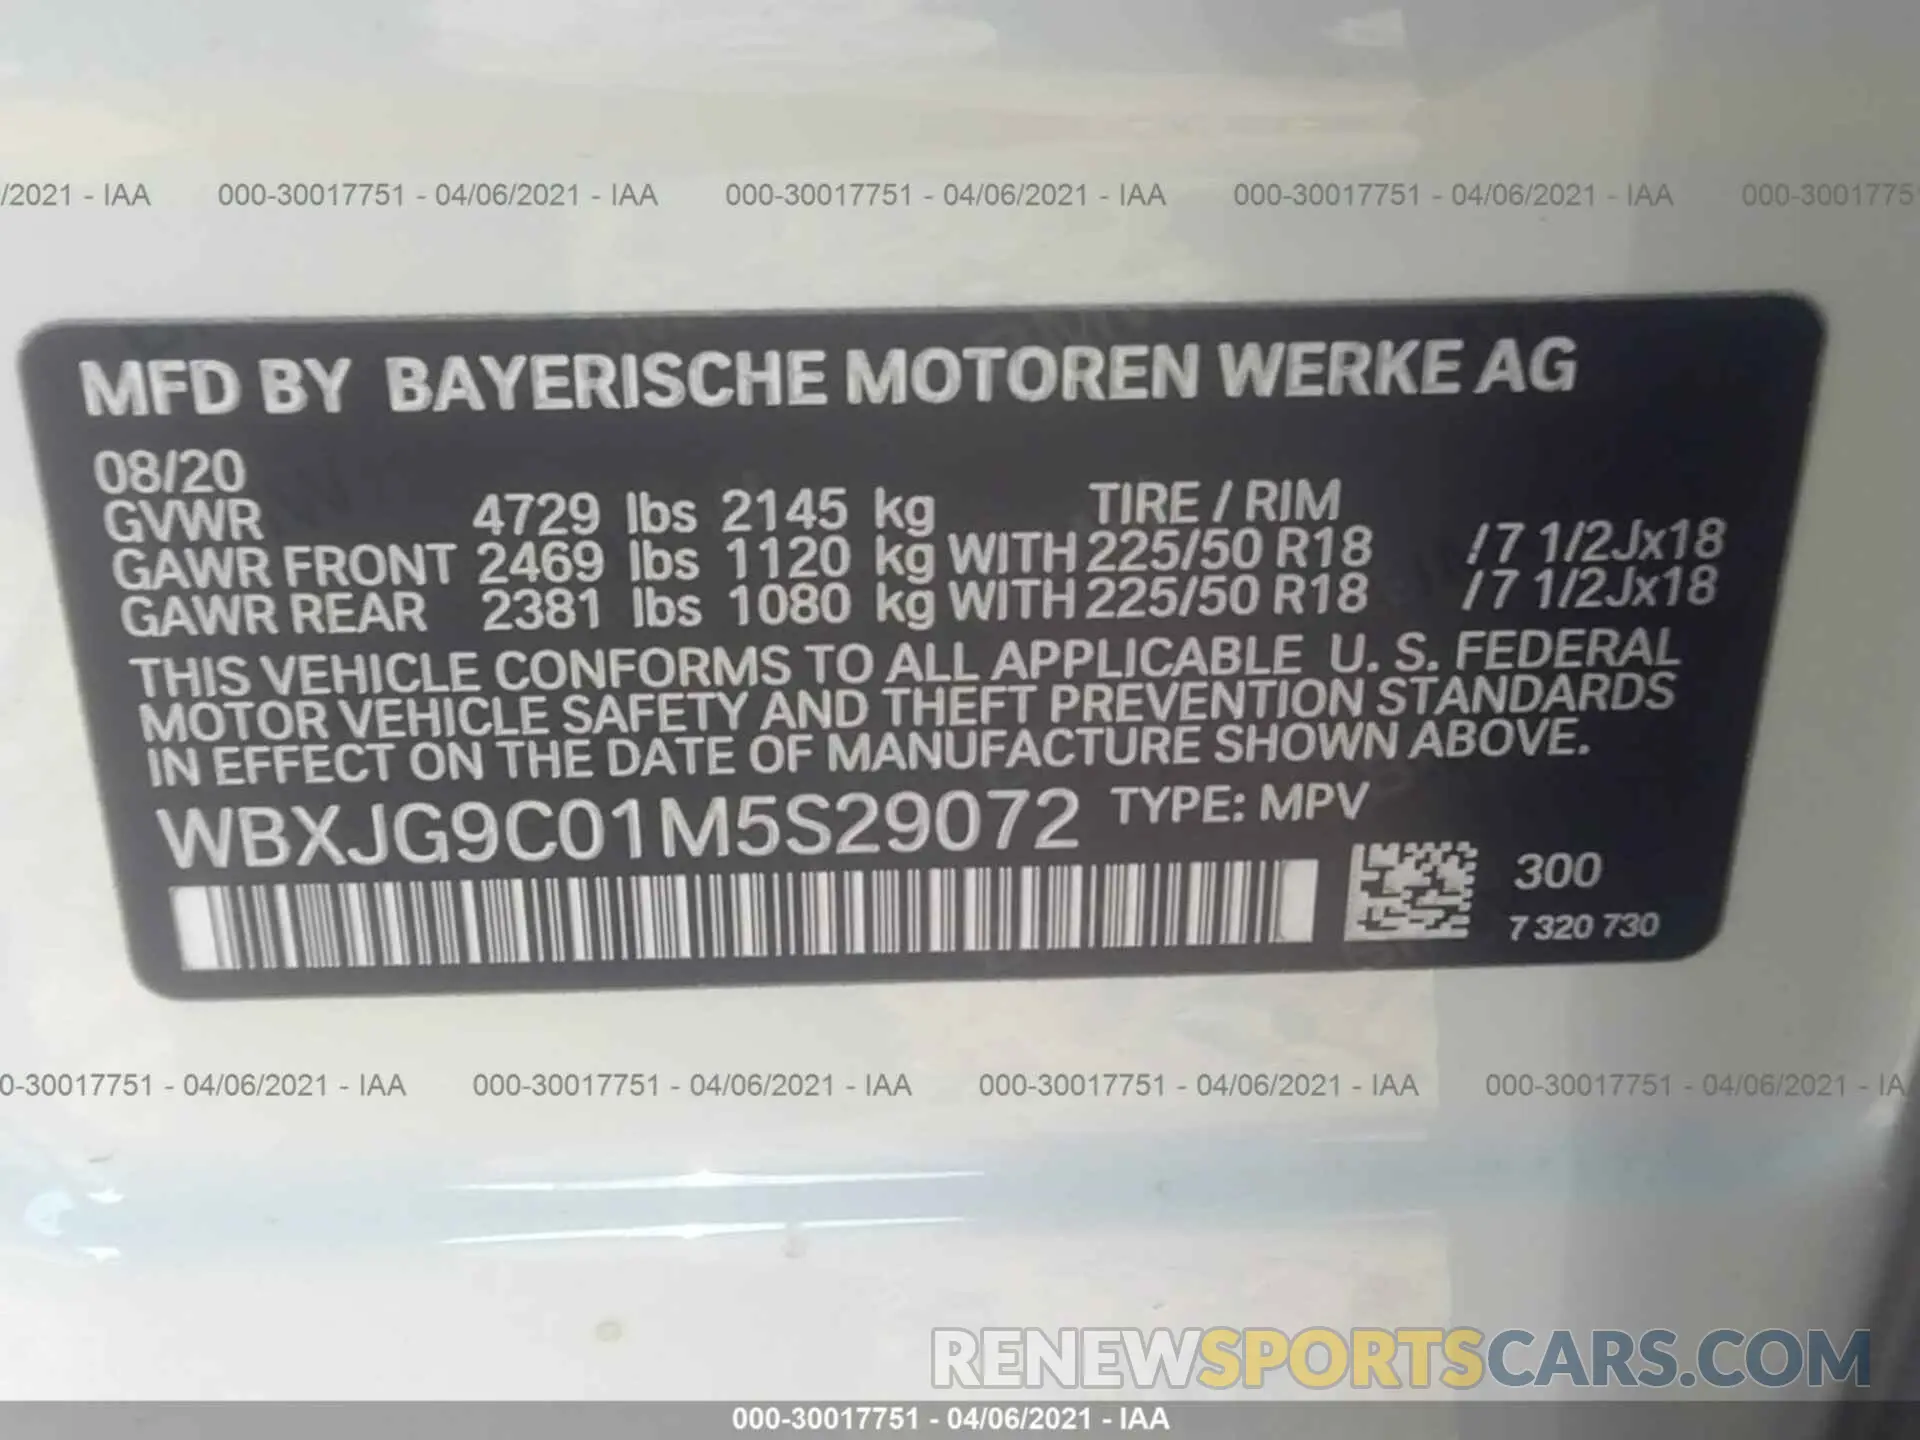 /2021 - IAA 000-30017751 - 04/06/2021 - IAA 000-30017751 - 04/06/2021 - IAA 000-30017751 - 04/06/2021 - IAA 000-3001775
MFD BY BAYERISCHE MOTOREN WERKE AG
08/20
GVWR 4729 lbs 2145 kg TIRE / RIM
GAWR FRONT 2469 lbs 1120 kg WITH 225/50 R18 /7 1/2Jx18
GAWR REAR 2381 lbs 1080 kg WITH 225/50 R18 /7 1/2Jx18
THIS VEHICLE CONFORMS TO ALL APPLICABLE U. S. FEDERAL
MOTOR VEHICLE SAFETY AND THEFT PREVENTION STANDARDS
IN EFFECT ON THE DATE OF MANUFACTURE SHOWN ABOVE.
WBXJG9C01M5S29072 TYPE: MPV
300
7 320 730
0-30017751 - 04/06/2021 - IAA 000-30017751 - 04/06/2021 - IAA 000-30017751 - 04/06/2021 - IAA 000-30017751 - 04/06/2021 - IA
RENEWSPORTSCARS.COM
000-30017751 - 04/06/2021 - IAA